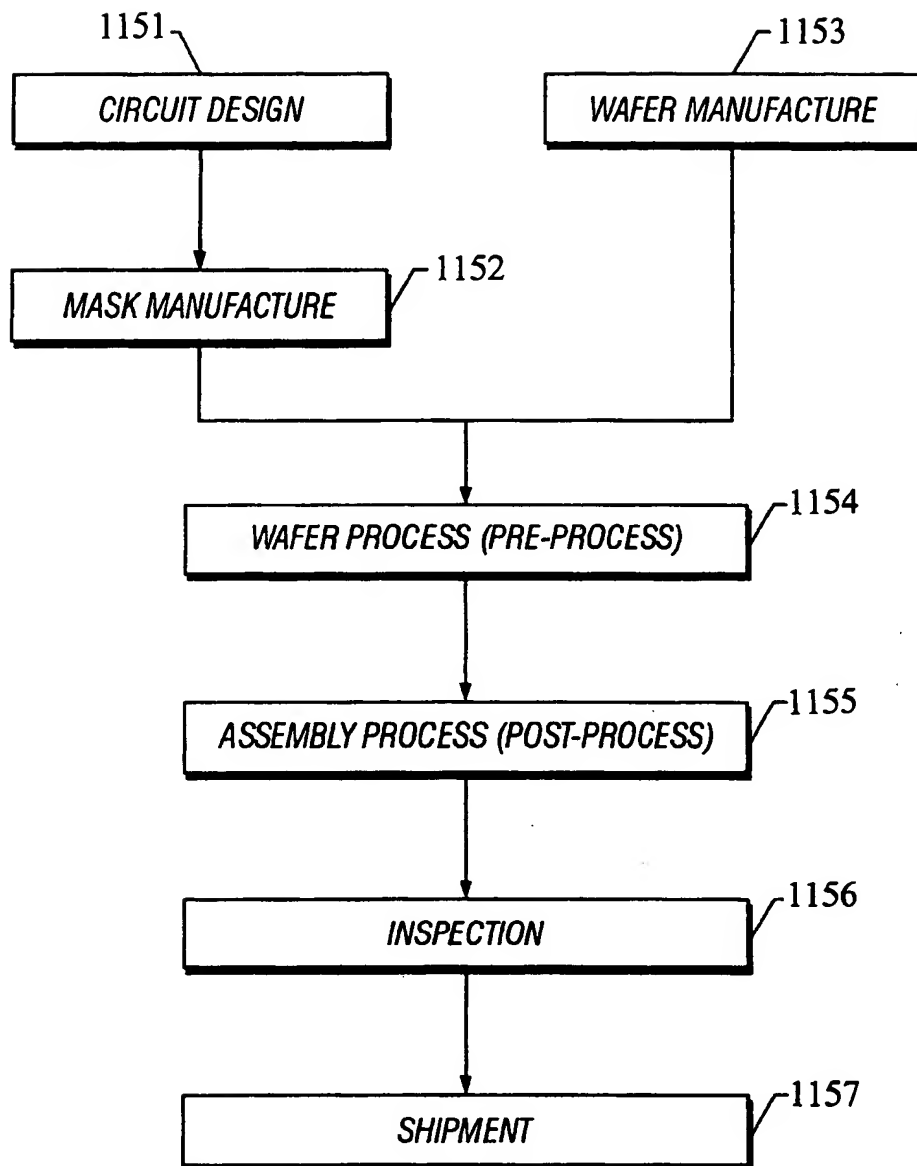 1151
1153
CIRCUIT DESIGN
WAFER MANUFACTURE
1152
MASK MANUFACTURE
1154
WAFER PROCESS (PRE-PROCESS)
1155
ASSEMBLY PROCESS (POST-PROCESS)
1156
INSPECTION
1157
SHIPMENT